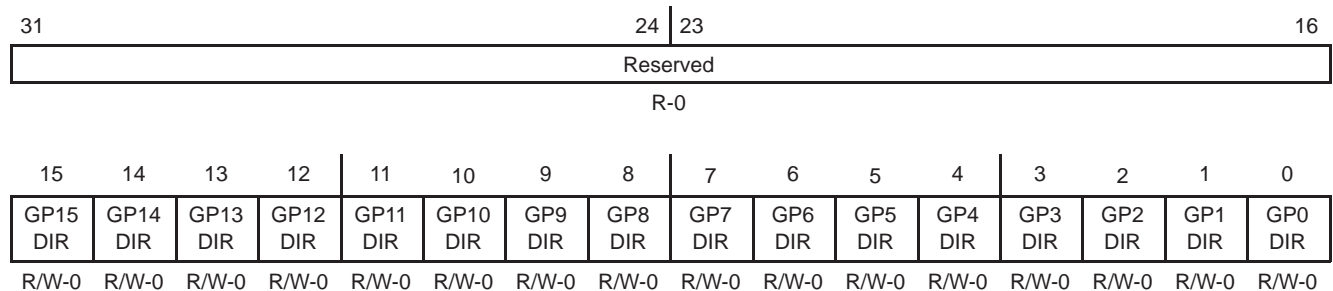 31 24 23 16
Reserved
R-0
15 14 13 12 11 10 9 8 7 6 5 4 3 2 1 0
GP15 GP14 GP13 GP12 GP11 GP10 GP9 GP8 GP7 GP6 GP5 GP4 GP3 GP2 GP1 GP0
DIR DIR DIR DIR DIR DIR DIR DIR DIR DIR DIR DIR DIR DIR DIR DIR
R/W-0 R/W-0 R/W-0 R/W-0 R/W-0 R/W-0 R/W-0 R/W-0 R/W-0 R/W-0 R/W-0 R/W-0 R/W-0 R/W-0 R/W-0 R/W-0